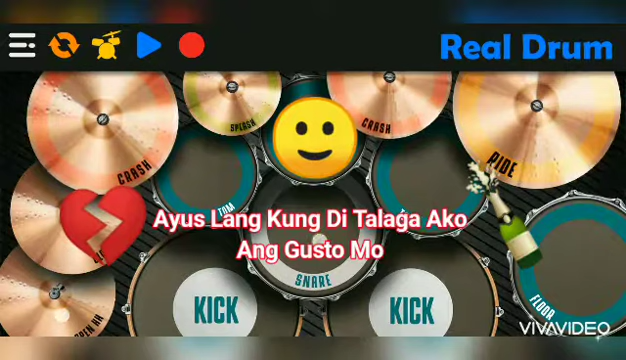 Real Drum
SPLASH
CRASH
CRASH
RIDE
TOM
Ayus Lang Kung Di Talaga Ako
Ang Gusto Mo
SNARE
KICK
KICK
FLOOR
VIVAVIDEO